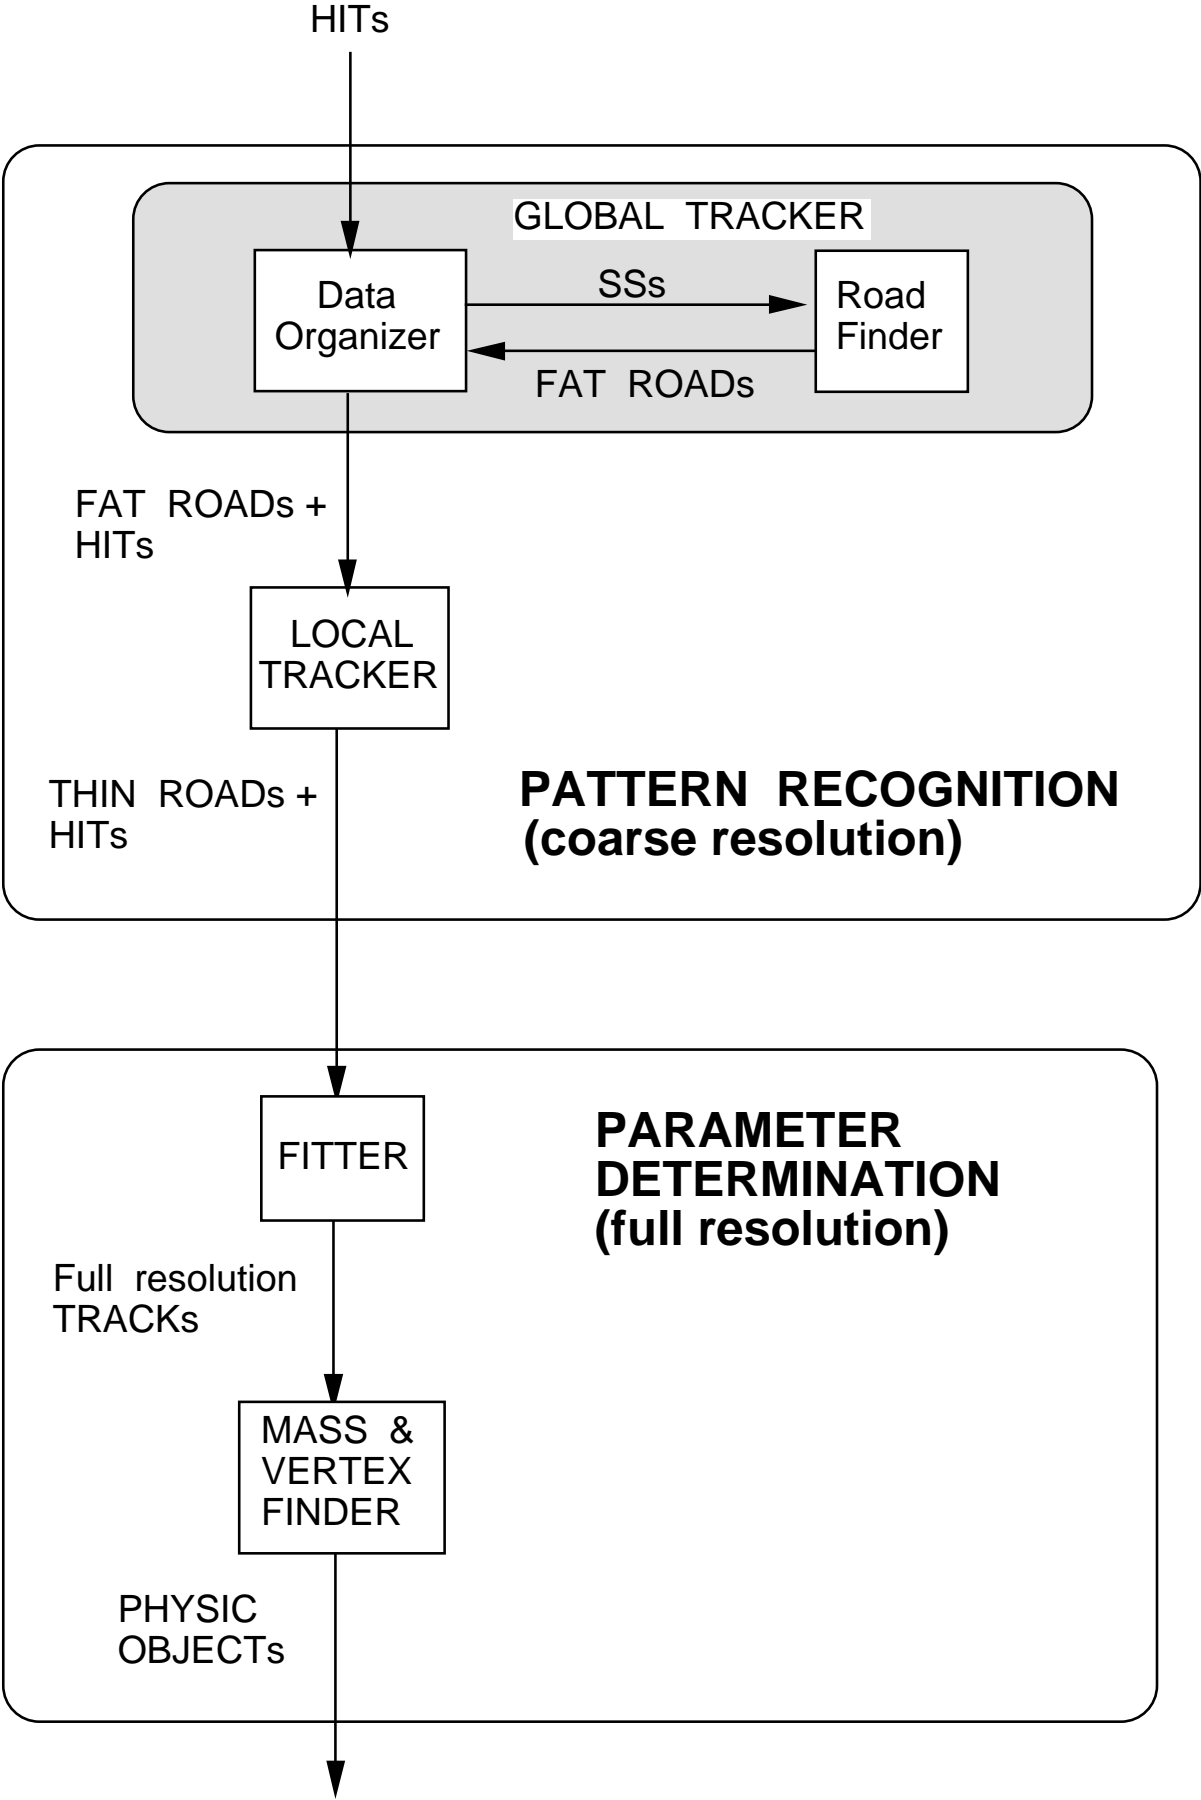 HITs
GLOBAL TRACKER
Data
Organizer
SSs
Road
Finder
FAT ROADs
FAT ROADs +
HITs
LOCAL
TRACKER
THIN ROADs +
HITs
PATTERN RECOGNITION
(coarse resolution)
FITTER
PARAMETER
DETERMINATION
(full resolution)
Full resolution
TRACKs
MASS &
VERTEX
FINDER
PHYSIC
OBJECTs